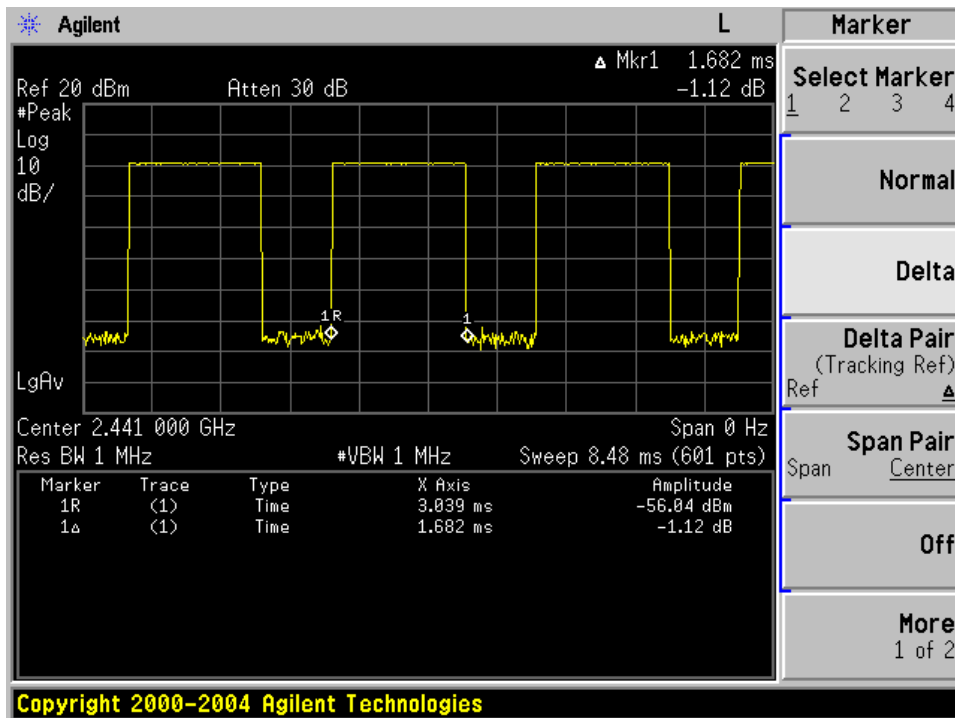 Agilent L
Δ Mkr1 1.682 ms
Ref 20 dBm Atten 30 dB −1.12 dB
#Peak
Log
10
dB/
1R
1
LgAv
Center 2.441 000 GHz Span 0 Hz
Res BW 1 MHz #VBW 1 MHz Sweep 8.48 ms (601 pts)
Marker Trace Type X Axis Amplitude
1R (1) Time 3.039 ms −56.04 dBm
1Δ (1) Time 1.682 ms −1.12 dB
Copyright 2000–2004 Agilent Technologies
Marker
Select Marker
1 2 3 4
Normal
Delta
Delta Pair
(Tracking Ref)
Ref Δ
Span Pair
Span Center
Off
More
1 of 2